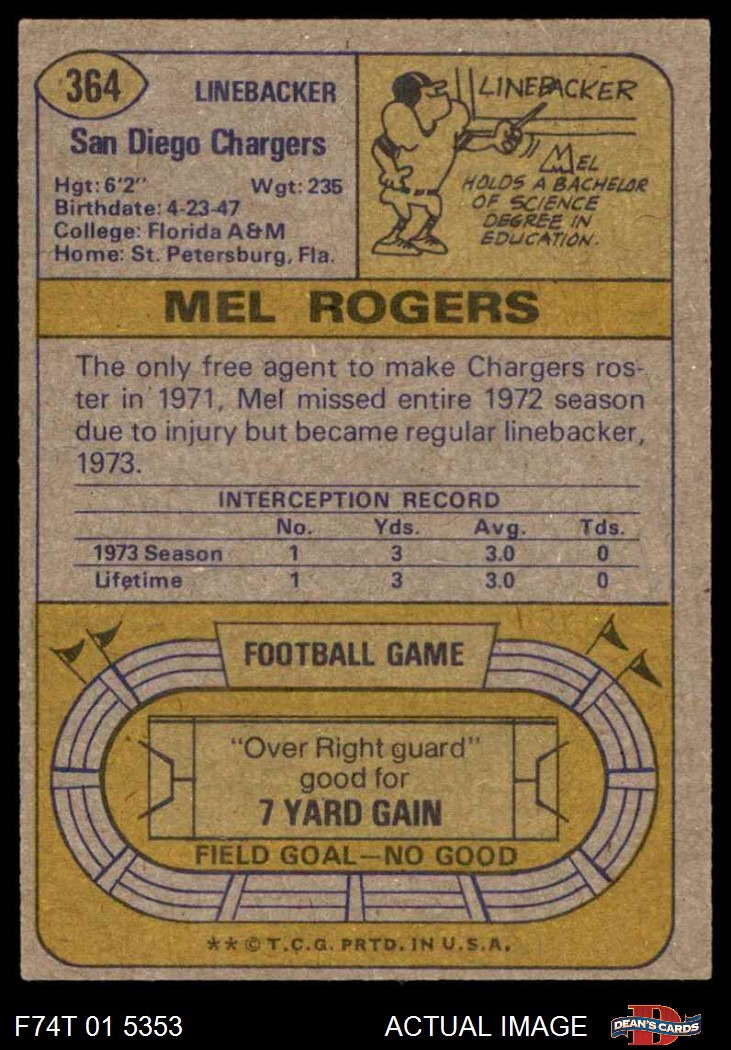 364
LINEBACKER
San Diego Chargers
Hgt: 6'2" Wgt: 235
Birthdate: 4-23-47
College: Florida A&M
Home: St. Petersburg, Fla.
LINEBACKER
MEL
HOLDS A BACHELOR
OF SCIENCE
DEGREE IN
EDUCATION.
MEL ROGERS
The only free agent to make Chargers ros-
ter in 1971, Mel missed entire 1972 season
due to injury but became regular linebacker,
1973.
INTERCEPTION RECORD
No. Yds. Avg. Tds.
1973 Season 1 3 3.0 0
Lifetime 1 3 3.0 0
FOOTBALL GAME
"Over Right guard"
good for
7 YARD GAIN
FIELD GOAL—NO GOOD
** © T.C.G. PRTD. IN U.S.A.
F74T 01 5353 ACTUAL IMAGE
D
DEAN'S CARDS